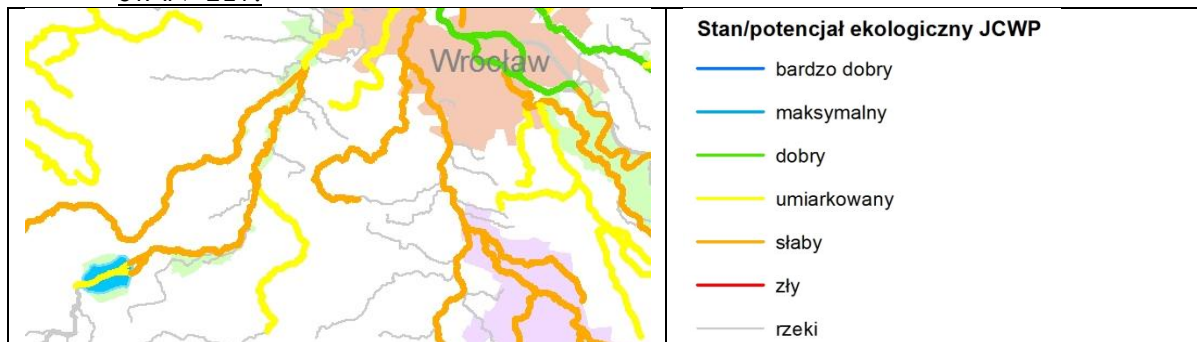 Wrocław
Stan/potencjał ekologiczny JCWP
bardzo dobry
maksymalny
dobry
umiarkowany
słaby
zły
rzeki